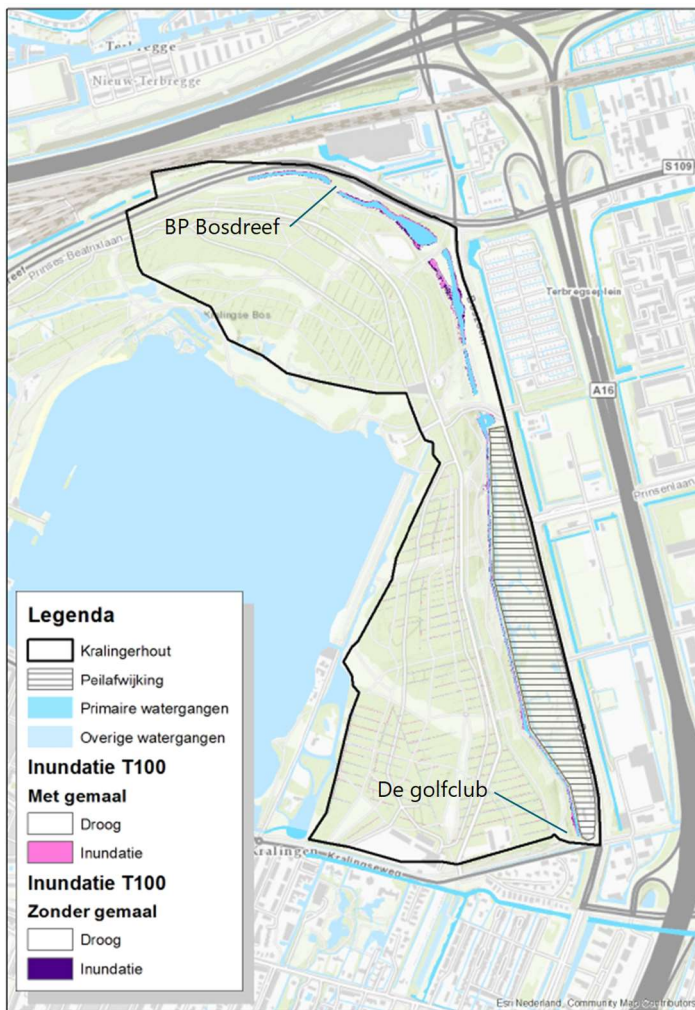 Terbregge
Nieuw-Terbregge
S109
BP Bosdreef
Prinses Beatrixlaan
Terbregseplein
Kralingse Bos
A16
Prinsenlaan
Legenda
Kralingerhout
Peilafwijking
Primaire watergangen
Overige watergangen
Inundatie T100
Met gemaal
Droog
Inundatie
Inundatie T100
Zonder gemaal
Droog
Inundatie
De golfclub
Kralingen
Kralingseweg
Esri Nederland, Community Map Contributors